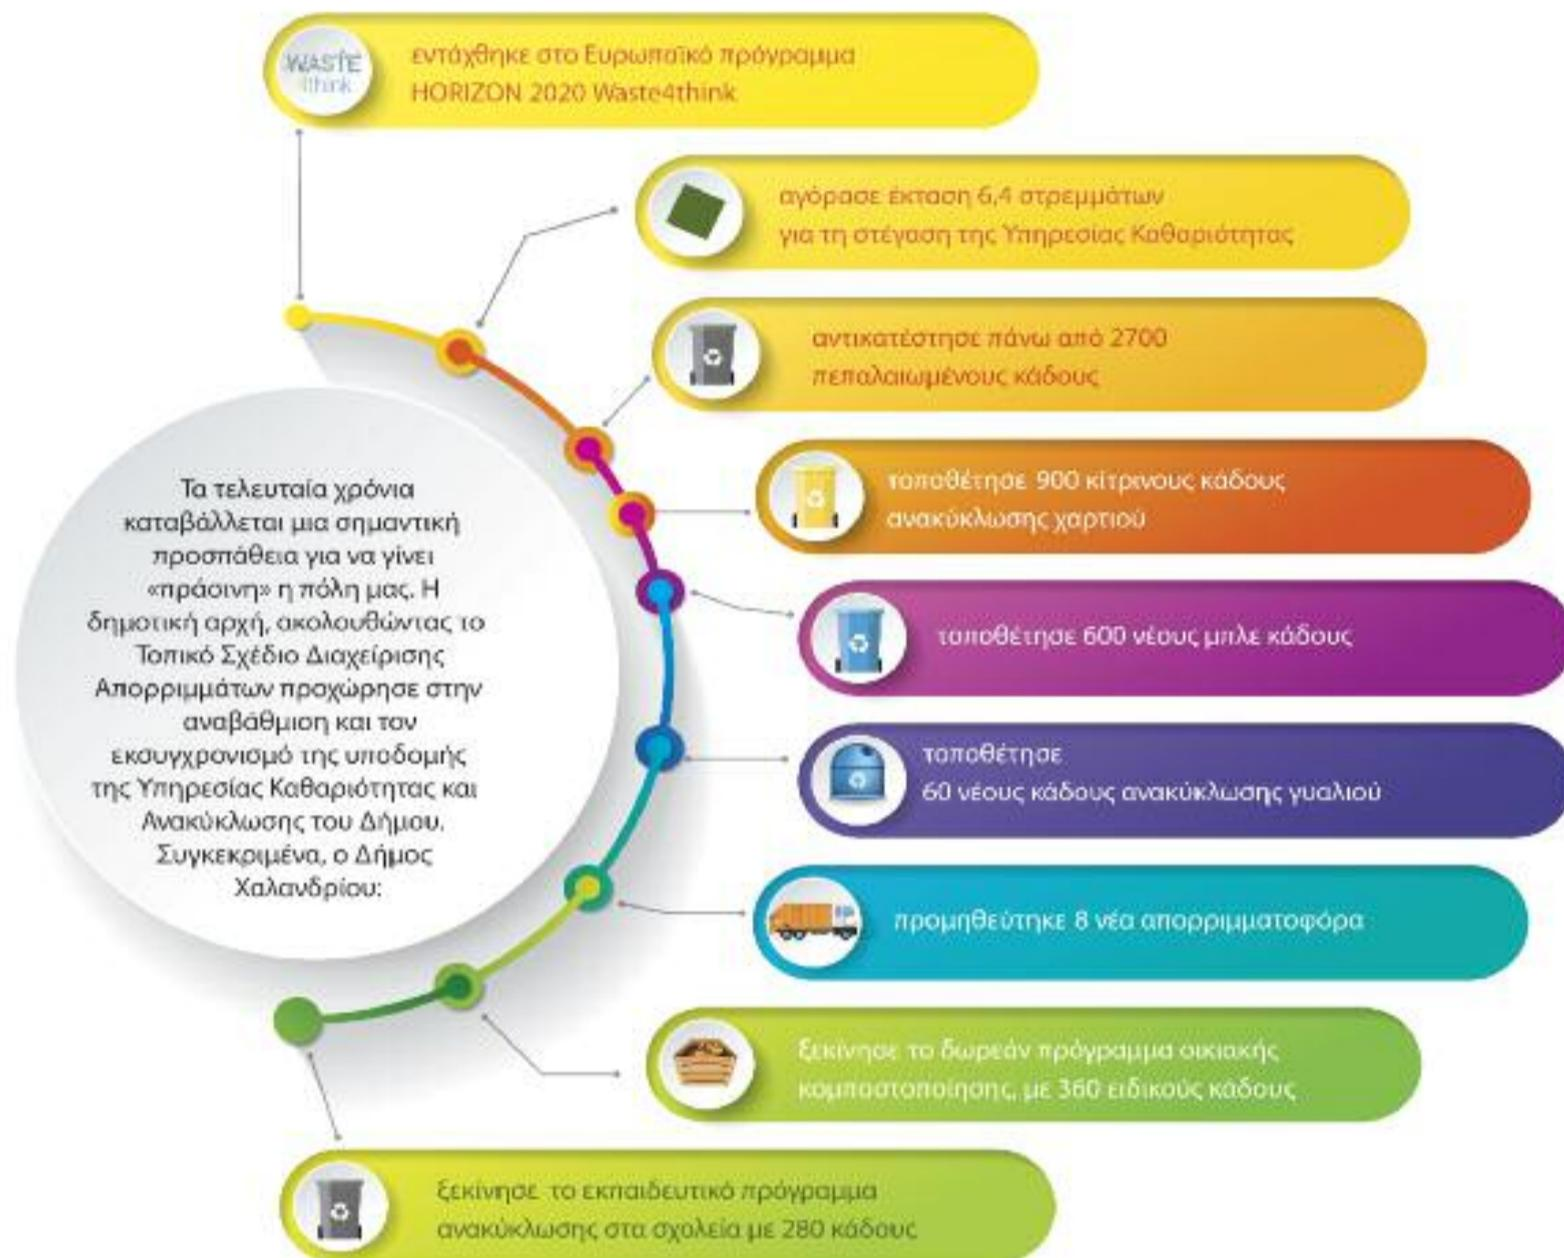 WASTE
4think
εντάχθηκε στο Ευρωπαϊκό πρόγραμμα
HORIZON 2020 Waste4think
αγόρασε έκταση 6,4 στρεμμάτων
για τη στέγαση της Υπηρεσίας Καθαριότητας
αντικατέστησε πάνω από 2700
πεπαλαιωμένους κάδους
τοποθέτησε 900 κίτρινους κάδους
ανακύκλωσης χαρτιού
τοποθέτησε 600 νέους μπλε κάδους
τοποθέτησε
60 νέους κάδους ανακύκλωσης γυαλιού
προμηθεύτηκε 8 νέα απορριμματοφόρα
ξεκίνησε το δωρεάν πρόγραμμα οικιακής
κομποστοποίησης, με 360 ειδικούς κάδους
ξεκίνησε το εκπαιδευτικό πρόγραμμα
ανακύκλωσης στα σχολεία με 280 κάδους
Τα τελευταία χρόνια
καταβάλλεται μια σημαντική
προσπάθεια για να γίνει
«πράσινη» η πόλη μας. Η
δημοτική αρχή, ακολουθώντας το
Τοπικό Σχέδιο Διαχείρισης
Απορριμμάτων προχώρησε στην
αναβάθμιση και τον
εκσυγχρονισμό της υποδομής
της Υπηρεσίας Καθαριότητας και
Ανακύκλωσης του Δήμου.
Συγκεκριμένα, ο Δήμος
Χαλανδρίου: